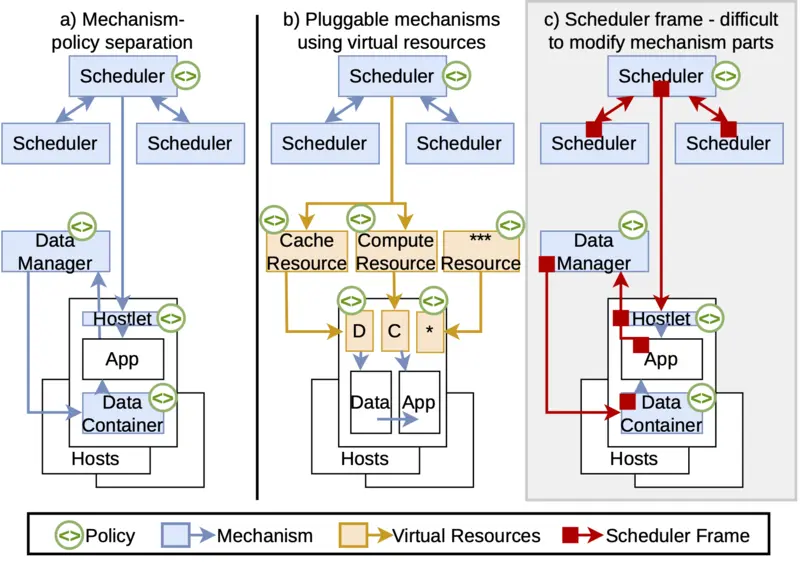 a) Mechanism-
policy separation
Scheduler
<>
Scheduler
Scheduler
<>
Data
Manager
Hostlet
<>
App
<>
Data
Container
Hosts
b) Pluggable mechanisms
using virtual resources
Scheduler
<>
Scheduler
Scheduler
<>
<>
<>
Cache
Resource
Compute
Resource
***
Resource
<>
<>
D
C
*
Data
App
Hosts
c) Scheduler frame - difficult
to modify mechanism parts
Scheduler
<>
Scheduler
Scheduler
<>
Data
Manager
Hostlet
<>
App
<>
Data
Container
Hosts
<> Policy
Mechanism
Virtual Resources
Scheduler Frame